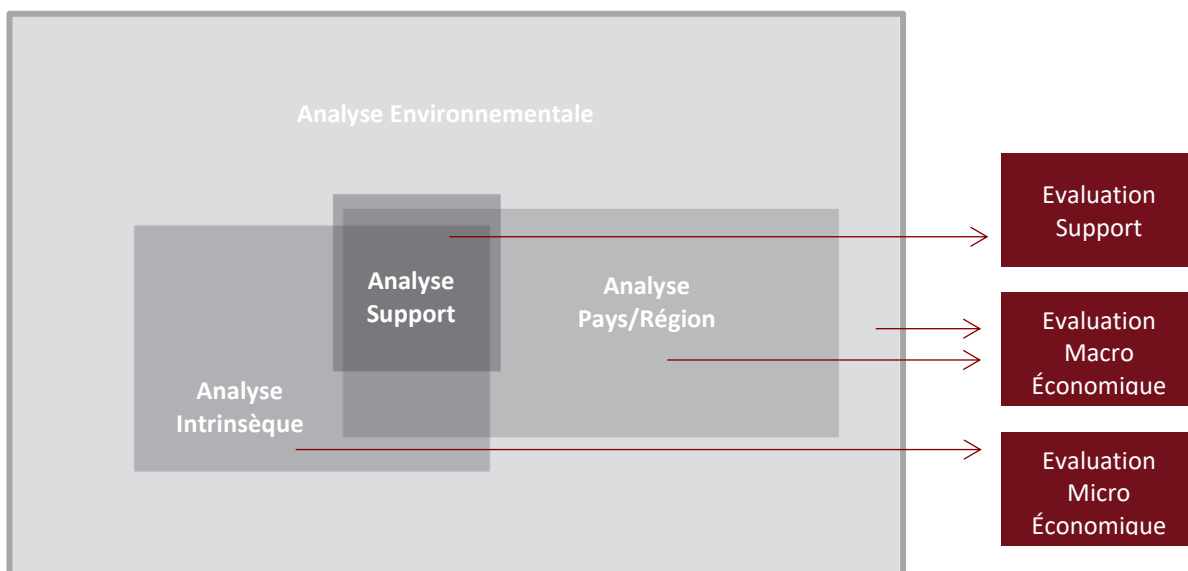 Analyse Environnementale
Analyse
Support
Analyse
Pays/Région
Analyse
Intrinsèque
Evaluation
Support
Evaluation
Macro
Économique
Evaluation
Micro
Économique